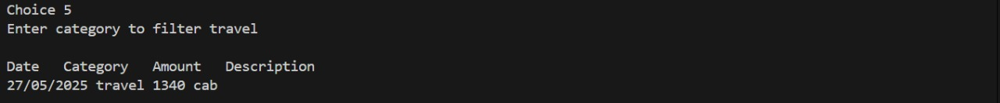 Choice 5
Enter category to filter travel
Date   Category   Amount   Description
27/05/2025 travel 1340 cab